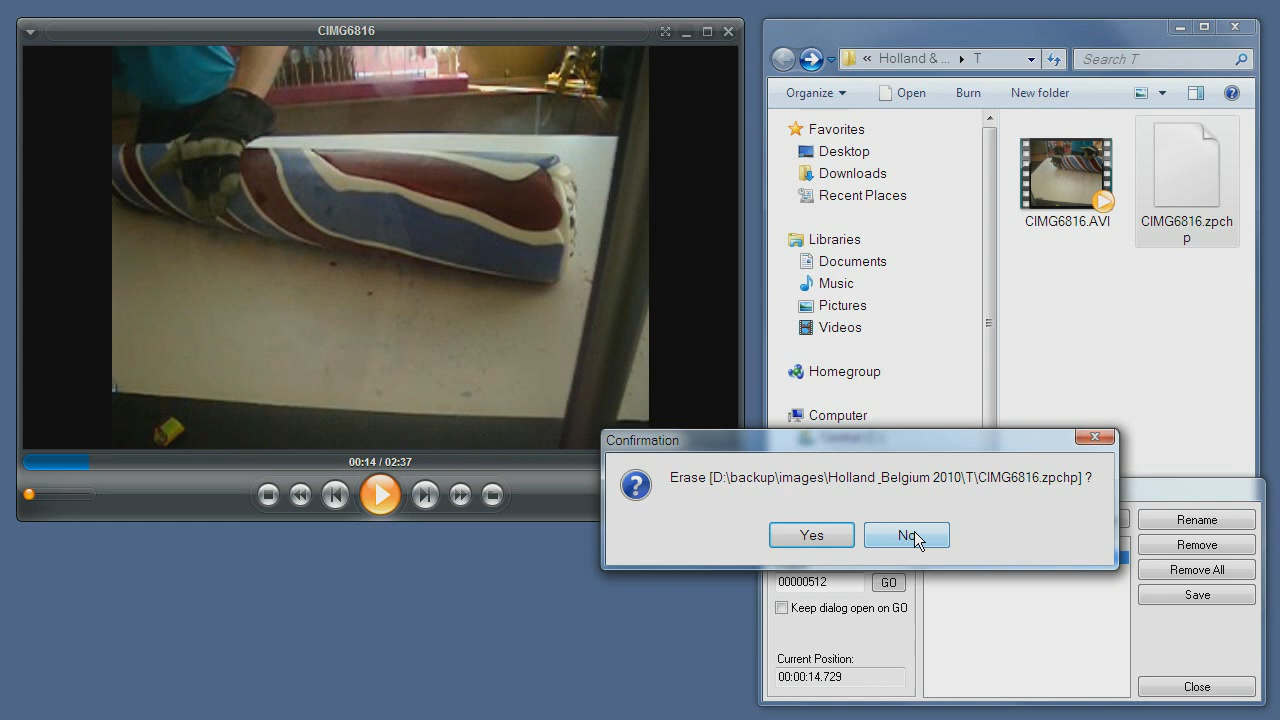 CIMG6816
00:14 / 02:37
« Holland & ... ▸ T
Search T
Organize
Open
Burn
New folder
Favorites
Desktop
Downloads
Recent Places
Libraries
Documents
Music
Pictures
Videos
Homegroup
Computer
CIMG6816.AVI
CIMG6816.zpch
p
Confirmation
Erase [D:\backup\images\Holland_Belgium 2010\T\CIMG6816.zpchp] ?
Yes
No
00000512
GO
Keep dialog open on GO
Current Position:
00:00:14.729
Rename
Remove
Remove All
Save
Close